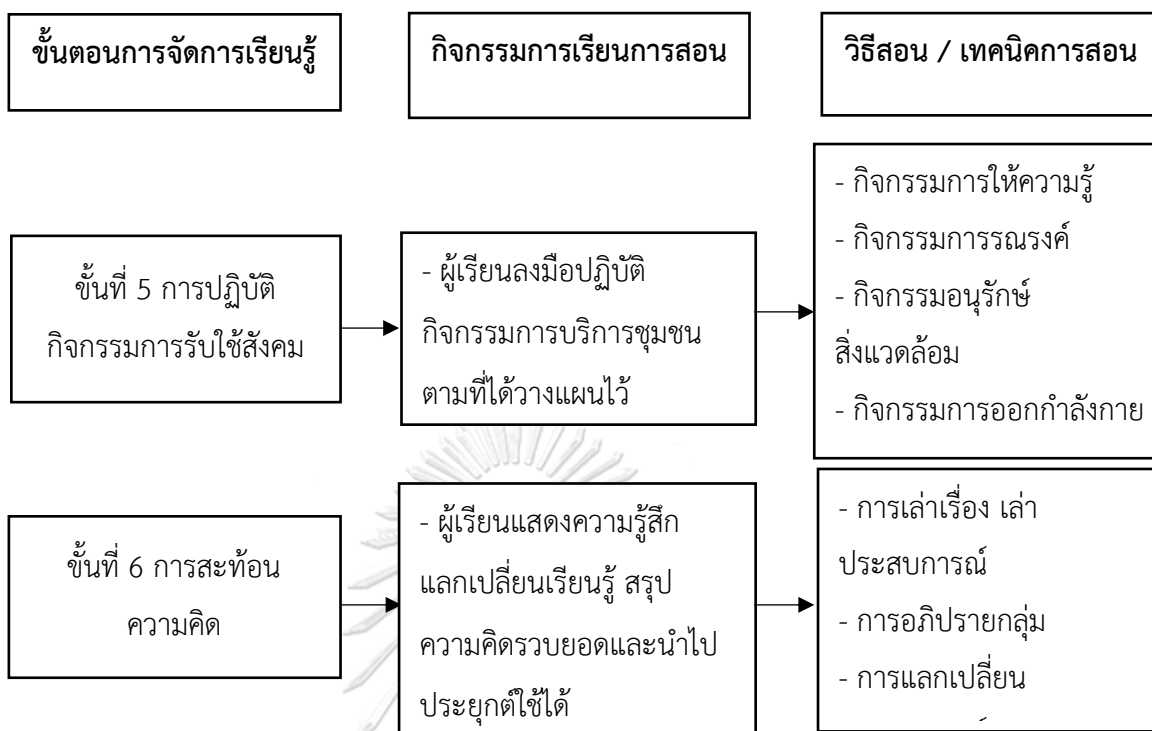 ขั้นตอนการจัดการเรียนรู้
กิจกรรมการเรียนการสอน
วิธีสอน / เทคนิคการสอน
ขั้นที่ 5 การปฏิบัติ
กิจกรรมการรับใช้สังคม
- ผู้เรียนลงมือปฏิบัติ
กิจกรรมการบริการชุมชน
ตามที่ได้วางแผนไว้
- กิจกรรมการให้ความรู้
- กิจกรรมการรณรงค์
- กิจกรรมอนุรักษ์
สิ่งแวดล้อม
- กิจกรรมการออกกำลังกาย
ขั้นที่ 6 การสะท้อน
ความคิด
- ผู้เรียนแสดงความรู้สึก
แลกเปลี่ยนเรียนรู้ สรุป
ความคิดรวบยอดและนำไป
ประยุกต์ใช้ได้
- การเล่าเรื่อง เล่า
ประสบการณ์
- การอภิปรายกลุ่ม
- การแลกเปลี่ยน